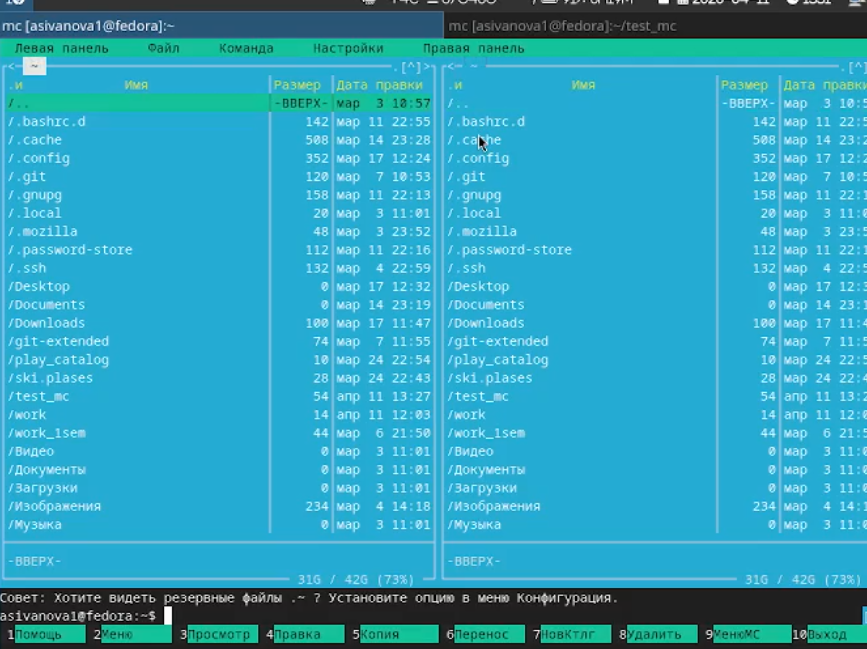 mc [asivanova1@fedora]:~ mc [asivanova1@fedora]:~/test_mc
Левая панель Файл Команда Настройки Правая панель
<- ~ .[^]> <- ~ .[^]
.и Имя Размер Дата правки .и Имя Размер Дата правки
/.. -ВВЕРХ- мар 3 10:57 /.. -ВВЕРХ- мар 3 10:5
/.bashrc.d 142 мар 11 22:55 /.bashrc.d 142 мар 11 22:5
/.cache 508 мар 14 23:28 /.cache 508 мар 14 23:2
/.config 352 мар 17 12:24 /.config 352 мар 17 12:2
/.git 120 мар 7 10:53 /.git 120 мар 7 10:5
/.gnupg 158 мар 11 22:13 /.gnupg 158 мар 11 22:1
/.local 20 мар 3 11:01 /.local 20 мар 3 11:0
/.mozilla 48 мар 3 23:52 /.mozilla 48 мар 3 23:5
/.password-store 112 мар 11 22:16 /.password-store 112 мар 11 22:1
/.ssh 132 мар 4 22:59 /.ssh 132 мар 4 22:5
/Desktop 0 мар 17 12:32 /Desktop 0 мар 17 12:3
/Documents 0 мар 14 23:19 /Documents 0 мар 14 23:1
/Downloads 100 мар 17 11:47 /Downloads 100 мар 17 11:4
/git-extended 74 мар 7 11:55 /git-extended 74 мар 7 11:5
/play_catalog 10 мар 24 22:54 /play_catalog 10 мар 24 22:5
/ski.plases 28 мар 24 22:43 /ski.plases 28 мар 24 22:4
/test_mc 54 апр 11 13:27 /test_mc 54 апр 11 13:2
/work 14 апр 11 12:03 /work 14 апр 11 12:0
/work_1sem 44 мар 6 21:50 /work_1sem 44 мар 6 21:5
/Видео 0 мар 3 11:01 /Видео 0 мар 3 11:0
/Документы 0 мар 3 11:01 /Документы 0 мар 3 11:0
/Загрузки 0 мар 3 11:01 /Загрузки 0 мар 3 11:0
/Изображения 234 мар 4 14:18 /Изображения 234 мар 4 14:1
/Музыка 0 мар 3 11:01 /Музыка 0 мар 3 11:0
-ВВЕРХ- -ВВЕРХ-
31G / 42G (73%) 31G / 42G (73%)
Совет: Хотите видеть резервные файлы .~ ? Установите опцию в меню Конфигурация.
asivanova1@fedora:~$
1Помощь 2Меню 3Просмотр 4Правка 5Копия 6Перенос 7НовКтлг 8Удалить 9МенюМС 10Выход